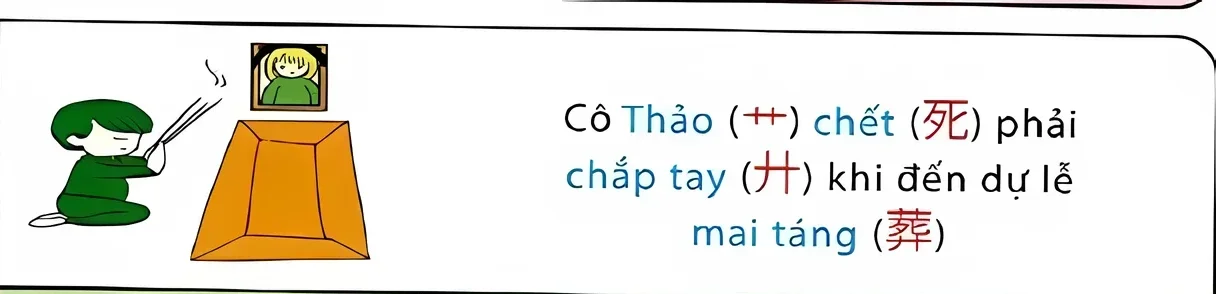 Cô Thảo (艹) chết (死) phải
chắp tay (廾) khi đến dự lễ
mai táng (葬)